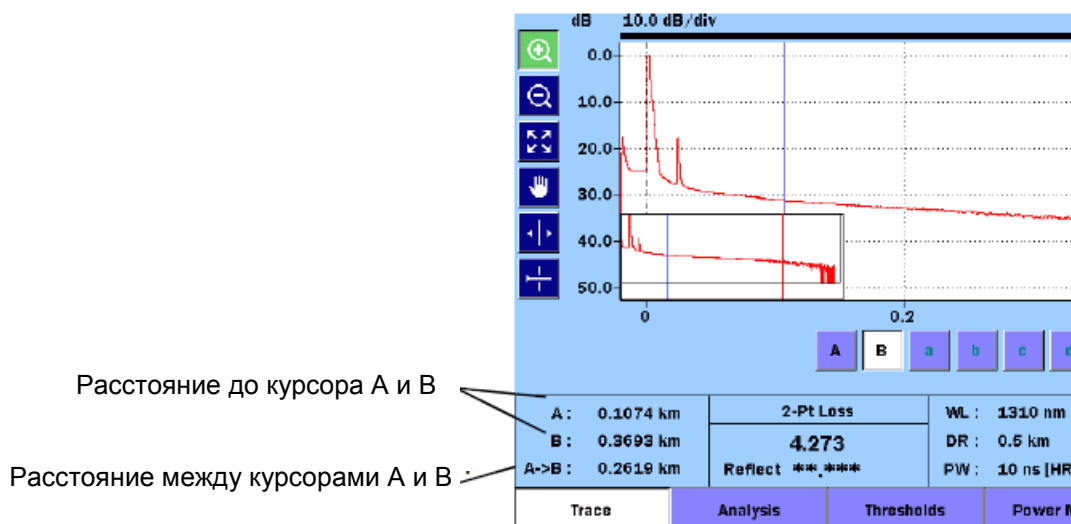 dB 10.0 dB/div
0.0
10.0
20.0
30.0
40.0
50.0
0 0.2
A B a b c d
Расстояние до курсора А и В
A : 0.1074 km
B : 0.3693 km
A->B : 0.2619 km
2-Pt Loss
4.273
Reflect **.***
WL : 1310 nm
DR : 0.5 km
PW : 10 ns [HR
Расстояние между курсорами А и В
Trace Analysis Thresholds Power